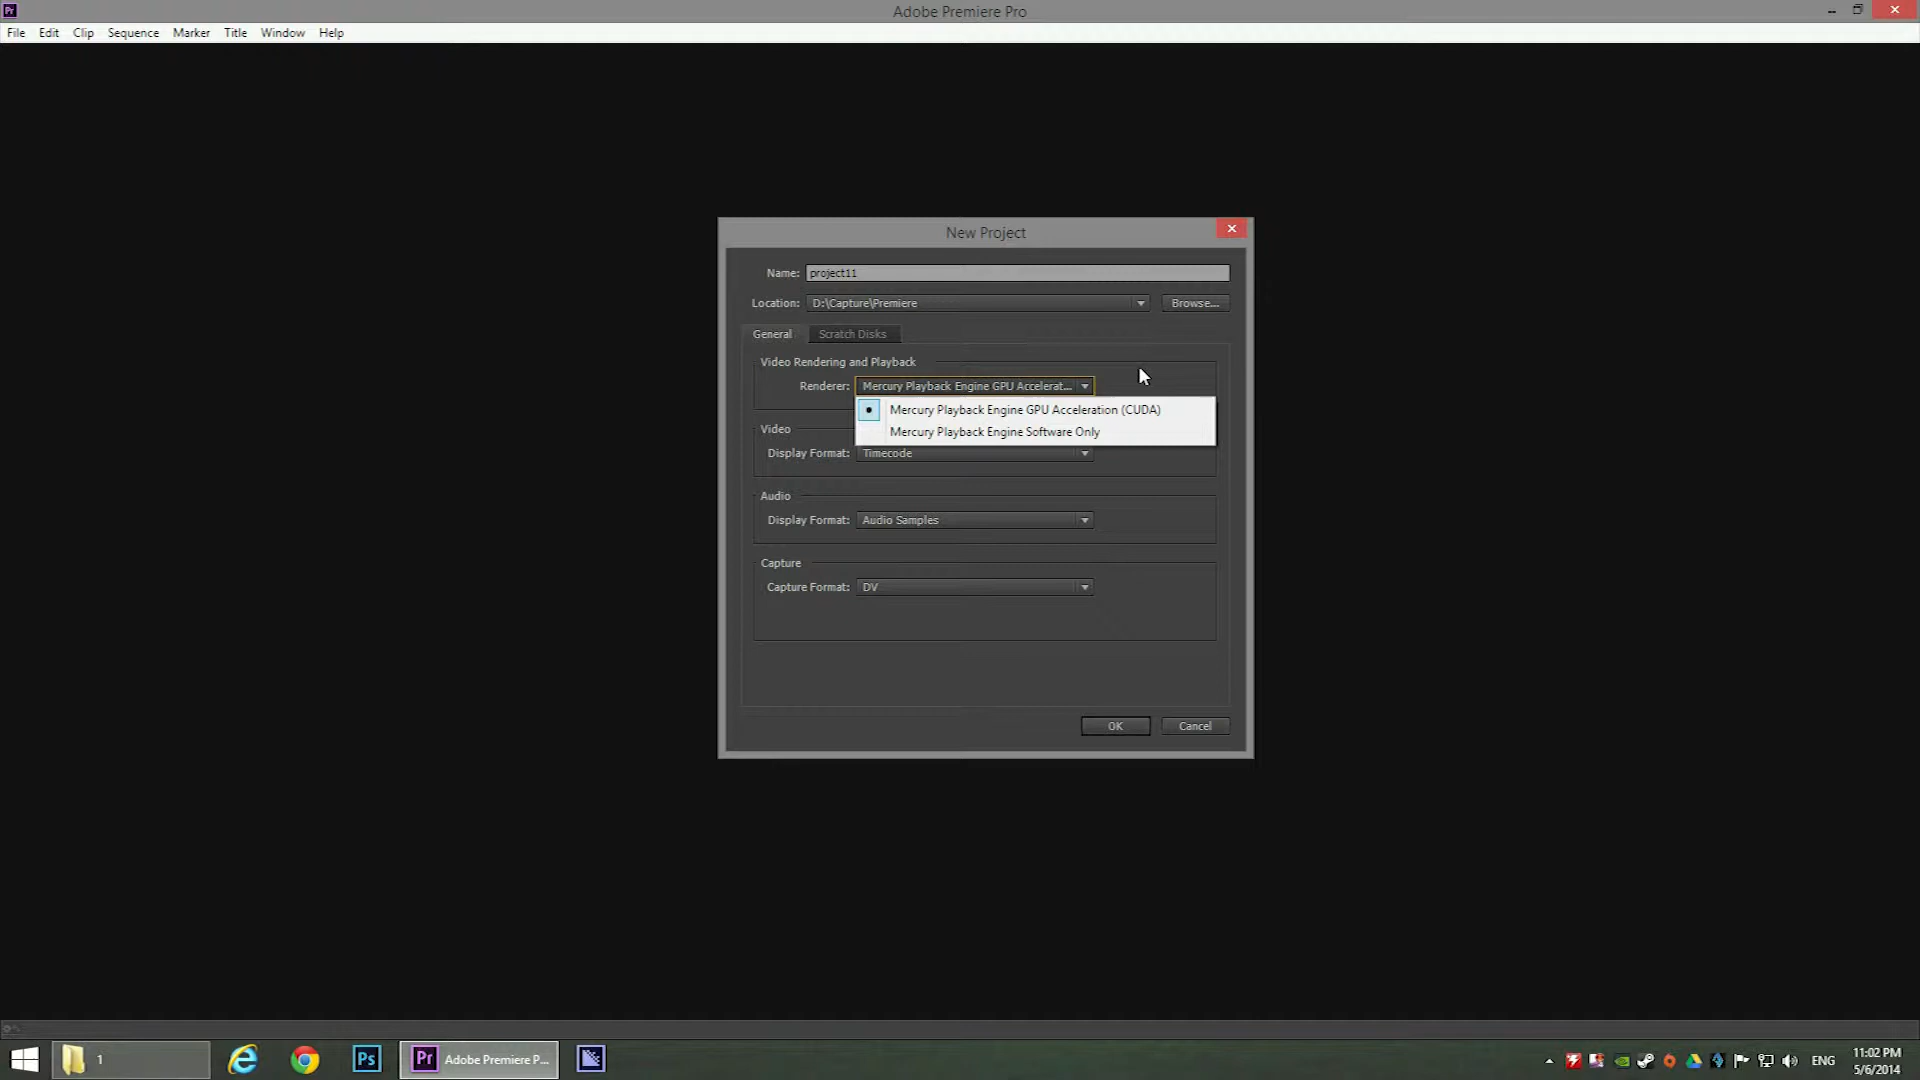 Pr
Adobe Premiere Pro
File Edit Clip Sequence Marker Title Window Help
New Project
Name: project11
Location: D:\Capture\Premiere Browse...
General Scratch Disks
Video Rendering and Playback
Renderer: Mercury Playback Engine GPU Accelerat...
Mercury Playback Engine GPU Acceleration (CUDA)
Mercury Playback Engine Software Only
Video
Display Format: Timecode
Audio
Display Format: Audio Samples
Capture
Capture Format: DV
OK Cancel
1 Ps Pr Adobe Premiere P... ENG 11:02 PM
5/6/2014